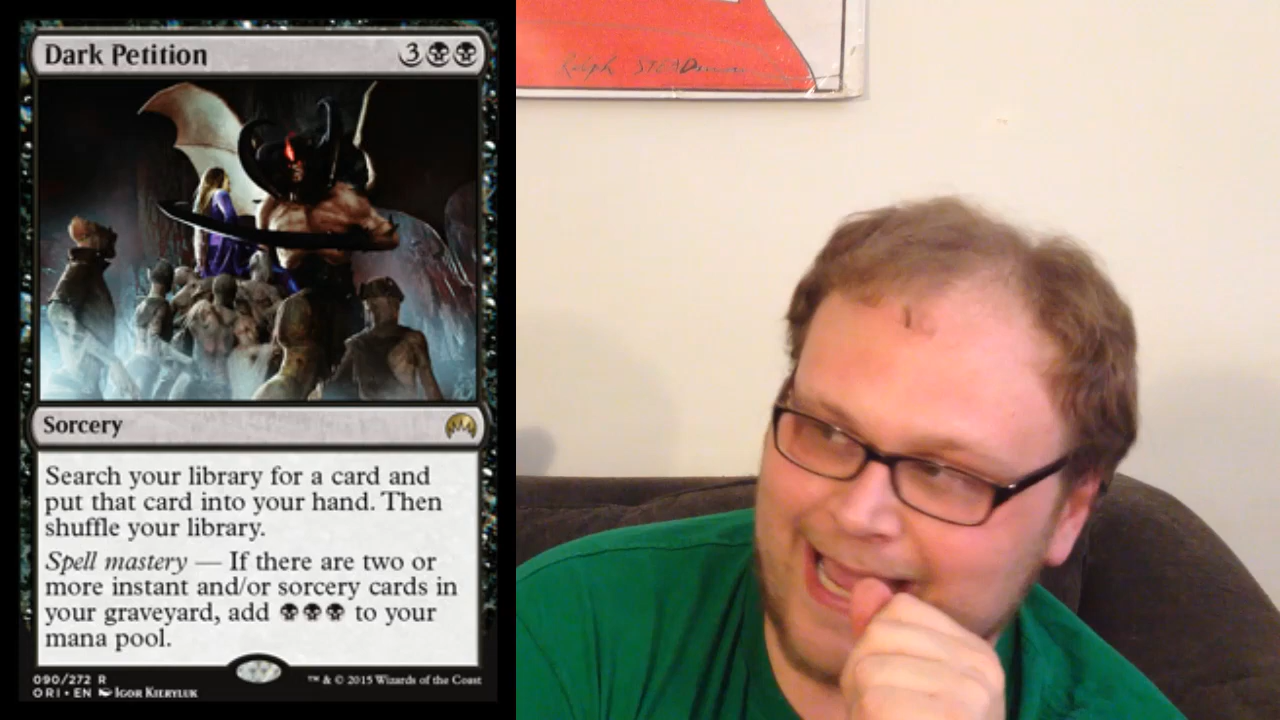 Dark Petition 3
Sorcery
Search your library for a card and
put that card into your hand. Then
shuffle your library.
Spell mastery — If there are two or
more instant and/or sorcery cards in
your graveyard, add to your
mana pool.
090/272 R
ORI • EN Igor Kieryluk
™ & © 2015 Wizards of the Coast
Ralph